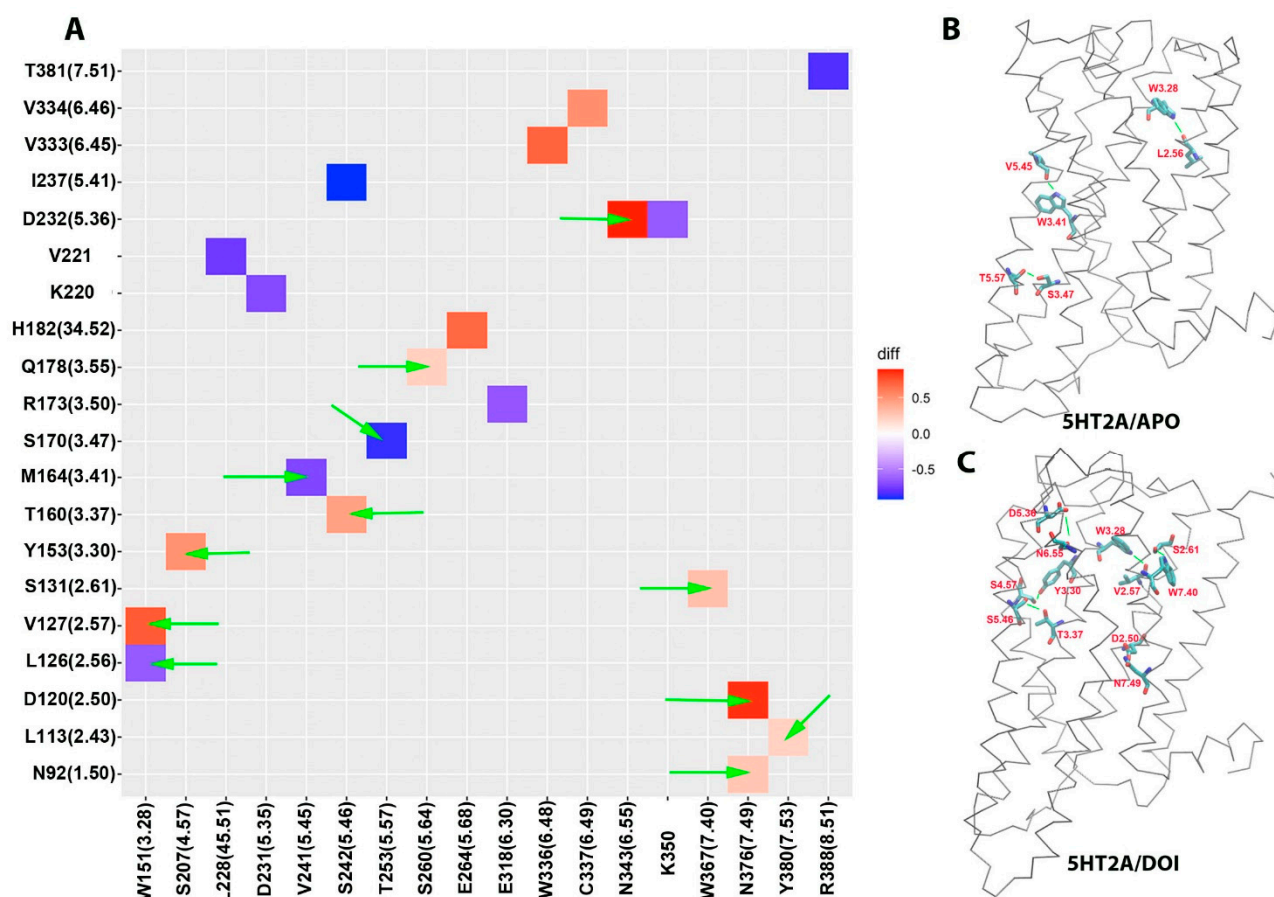 A
T381(7.51)
V334(6.46)
V333(6.45)
I237(5.41)
D232(5.36)
V221
K220
H182(34.52)
Q178(3.55)
R173(3.50)
S170(3.47)
M164(3.41)
T160(3.37)
Y153(3.30)
S131(2.61)
V127(2.57)
L126(2.56)
D120(2.50)
L113(2.43)
N92(1.50)
W151(3.28)
S207(4.57)
L228(45.51)
D231(5.35)
V241(5.45)
S242(5.46)
T253(5.57)
S260(5.64)
E264(5.68)
E318(6.30)
W336(6.48)
C337(6.49)
N343(6.55)
K350
W367(7.40)
N376(7.49)
Y380(7.53)
R388(8.51)
diff
0.5
0.0
-0.5
B
W3.28
L2.56
V5.45
W3.41
T5.57
S3.47
5HT2A/APO
C
D5.36
W3.28
S2.61
N6.55
S4.57
Y3.30
V2.57
W7.40
S5.46
T3.37
D2.50
N7.49
5HT2A/DOI